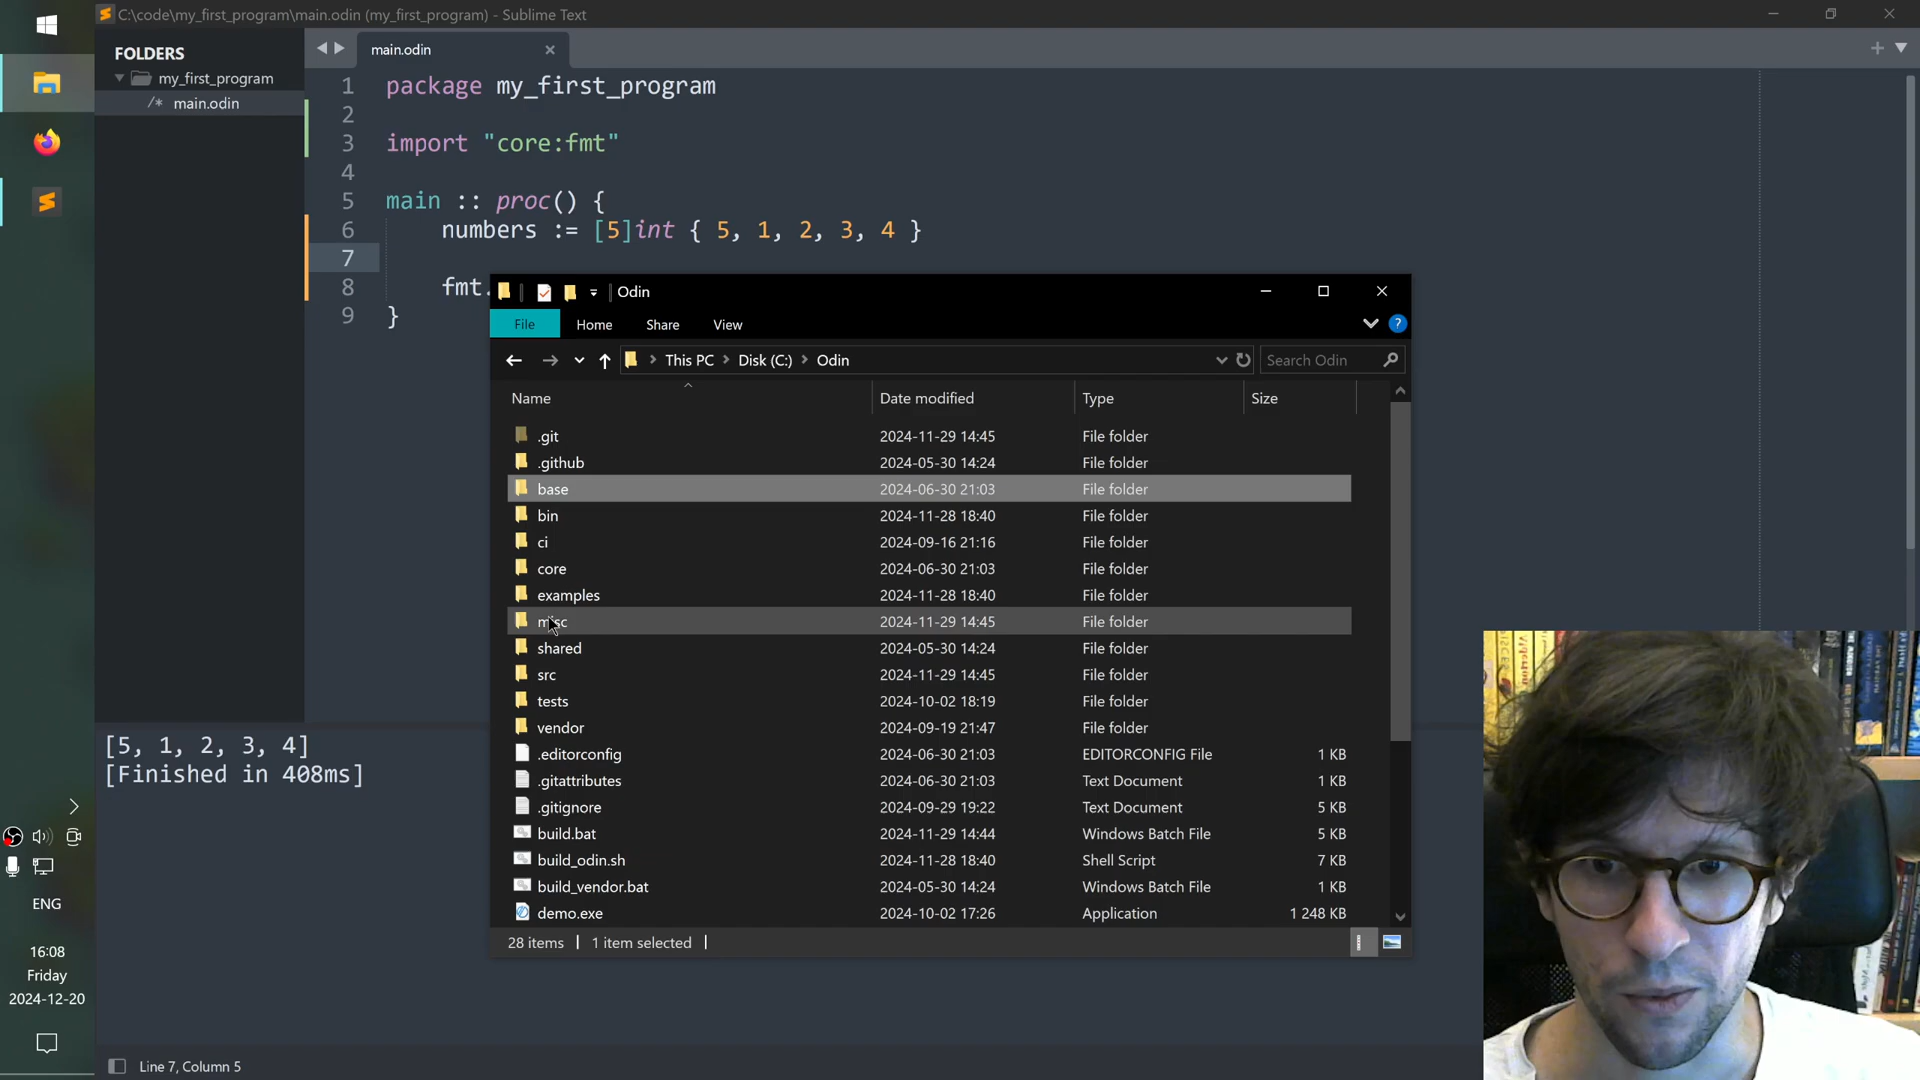 C:\code\my_first_program\main.odin (my_first_program) - Sublime Text
FOLDERS
my_first_program
/* main.odin
main.odin
1 package my_first_program
2
3 import "core:fmt"
4
5 main :: proc() {
6 numbers := [5]int { 5, 1, 2, 3, 4 }
7
8 fmt.
9 }
Odin
File Home Share View
This PC Disk (C:) Odin
Search Odin
Name Date modified Type Size
.git 2024-11-29 14:45 File folder
.github 2024-05-30 14:24 File folder
base 2024-06-30 21:03 File folder
bin 2024-11-28 18:40 File folder
ci 2024-09-16 21:16 File folder
core 2024-06-30 21:03 File folder
examples 2024-11-28 18:40 File folder
misc 2024-11-29 14:45 File folder
shared 2024-05-30 14:24 File folder
src 2024-11-29 14:45 File folder
tests 2024-10-02 18:19 File folder
vendor 2024-09-19 21:47 File folder
.editorconfig 2024-06-30 21:03 EDITORCONFIG File 1 KB
.gitattributes 2024-06-30 21:03 Text Document 1 KB
.gitignore 2024-09-29 19:22 Text Document 5 KB
build.bat 2024-11-29 14:44 Windows Batch File 5 KB
build_odin.sh 2024-11-28 18:40 Shell Script 7 KB
build_vendor.bat 2024-05-30 14:24 Windows Batch File 1 KB
demo.exe 2024-10-02 17:26 Application 1 248 KB
28 items 1 item selected
[5, 1, 2, 3, 4]
[Finished in 408ms]
ENG
16:08
Friday
2024-12-20
Line 7, Column 5